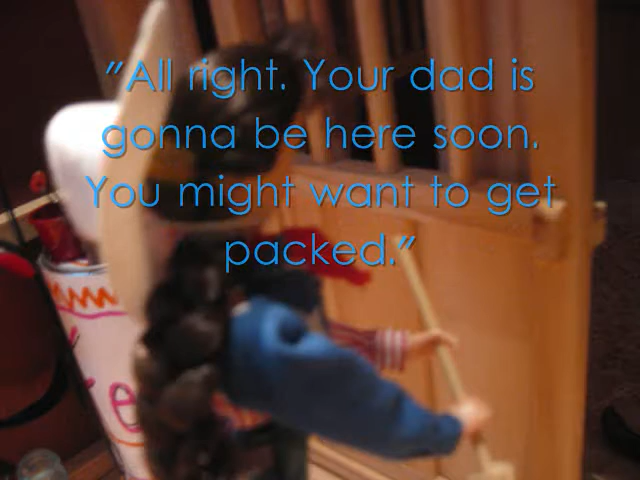 "All right. Your dad is
gonna be here soon.
You might want to get
packed."